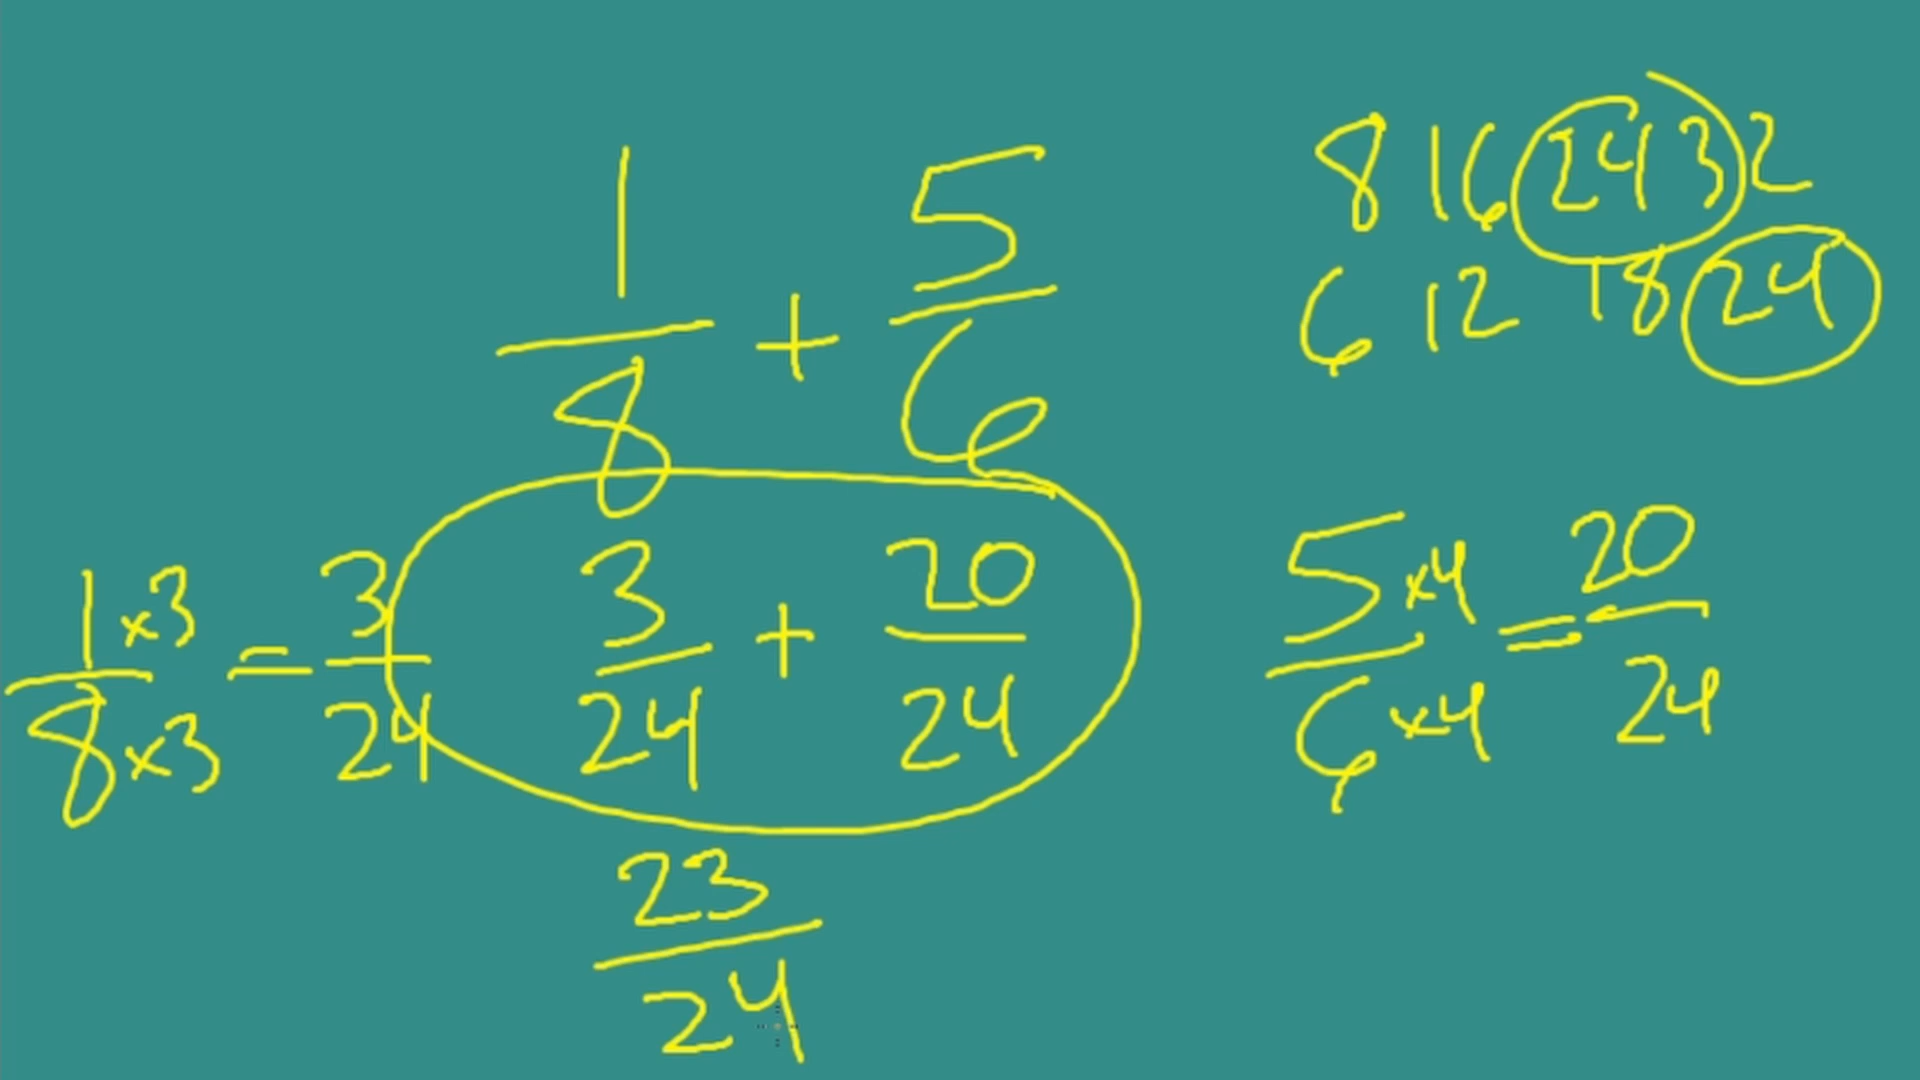 1/8 + 5/6
8 16 24 32
6 12 18 24
1×3/8×3 = 3/24
3/24 + 20/24
5×4/6×4 = 20/24
23/24